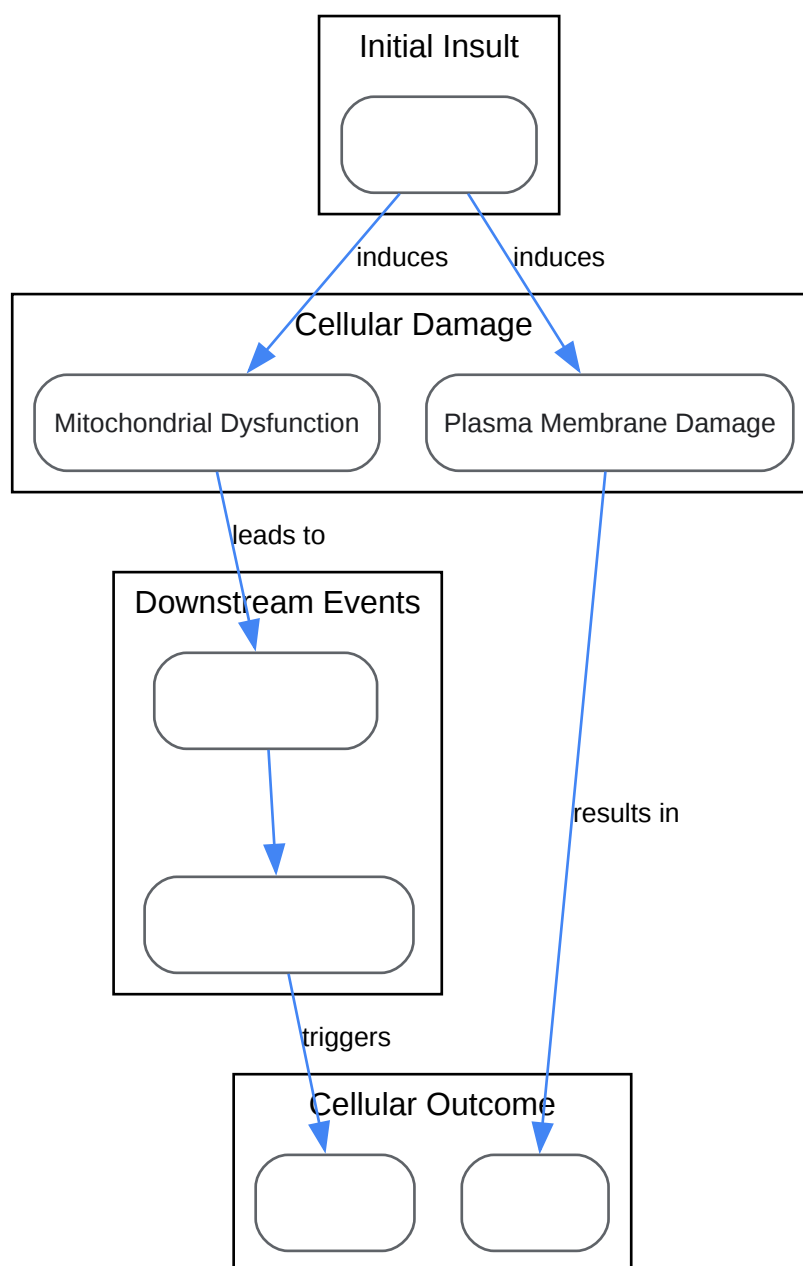 Initial Insult
induces
induces
Cellular Damage
Mitochondrial Dysfunction
Plasma Membrane Damage
leads to
Downstream Events
results in
triggers
Cellular Outcome